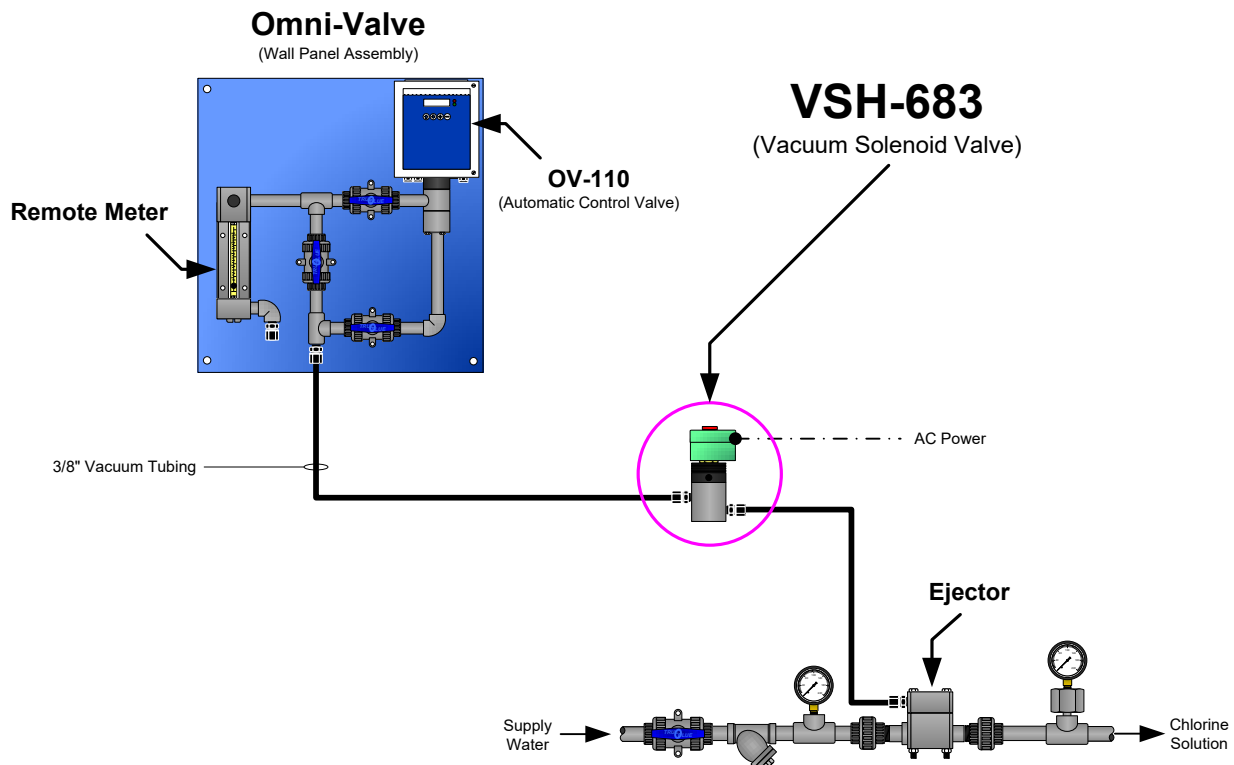 Omni-Valve
(Wall Panel Assembly)
VSH-683
(Vacuum Solenoid Valve)
OV-110
(Automatic Control Valve)
Remote Meter
AC Power
3/8" Vacuum Tubing
Ejector
Supply
Water
Chlorine
Solution